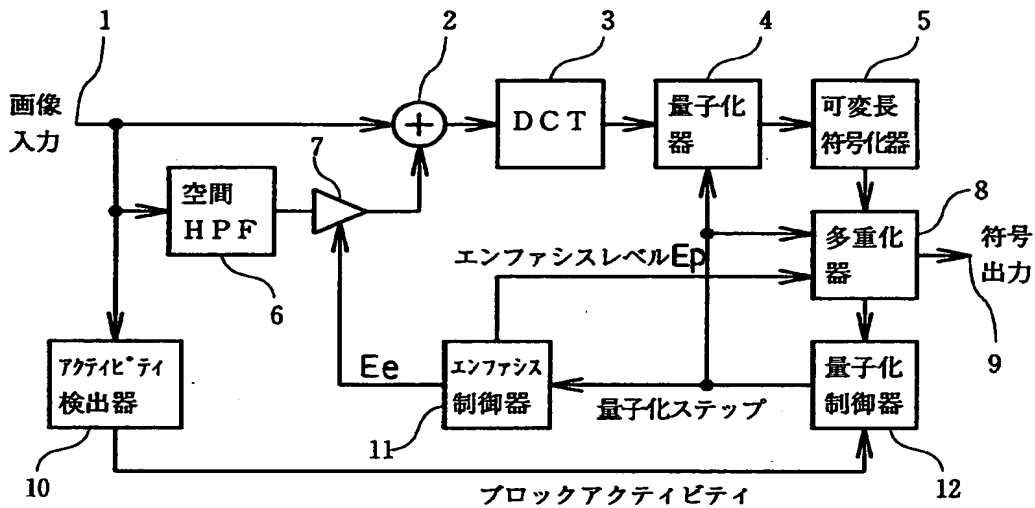 1
2
3
4
5
画像
入力
DCT
量子化
器
可変長
符号化器
7
空間
HPF
6
8
多重化
器
符号
出力
9
エンファシスレベルEp
アクティビティ
検出器
10
Ee
エンファシス
制御器
11
量子化ステップ
量子化
制御器
12
ブロックアクティビティ